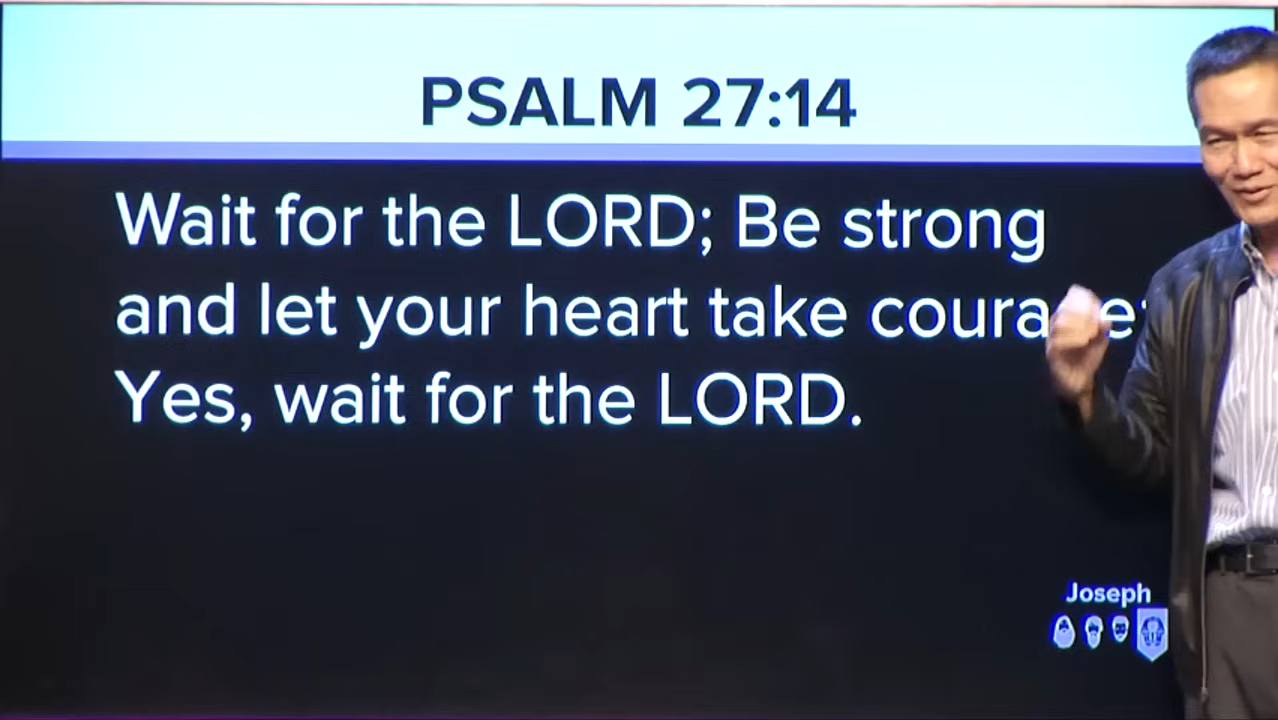 PSALM 27:14
Wait for the LORD; Be strong
and let your heart take courage;
Yes, wait for the LORD.
Joseph